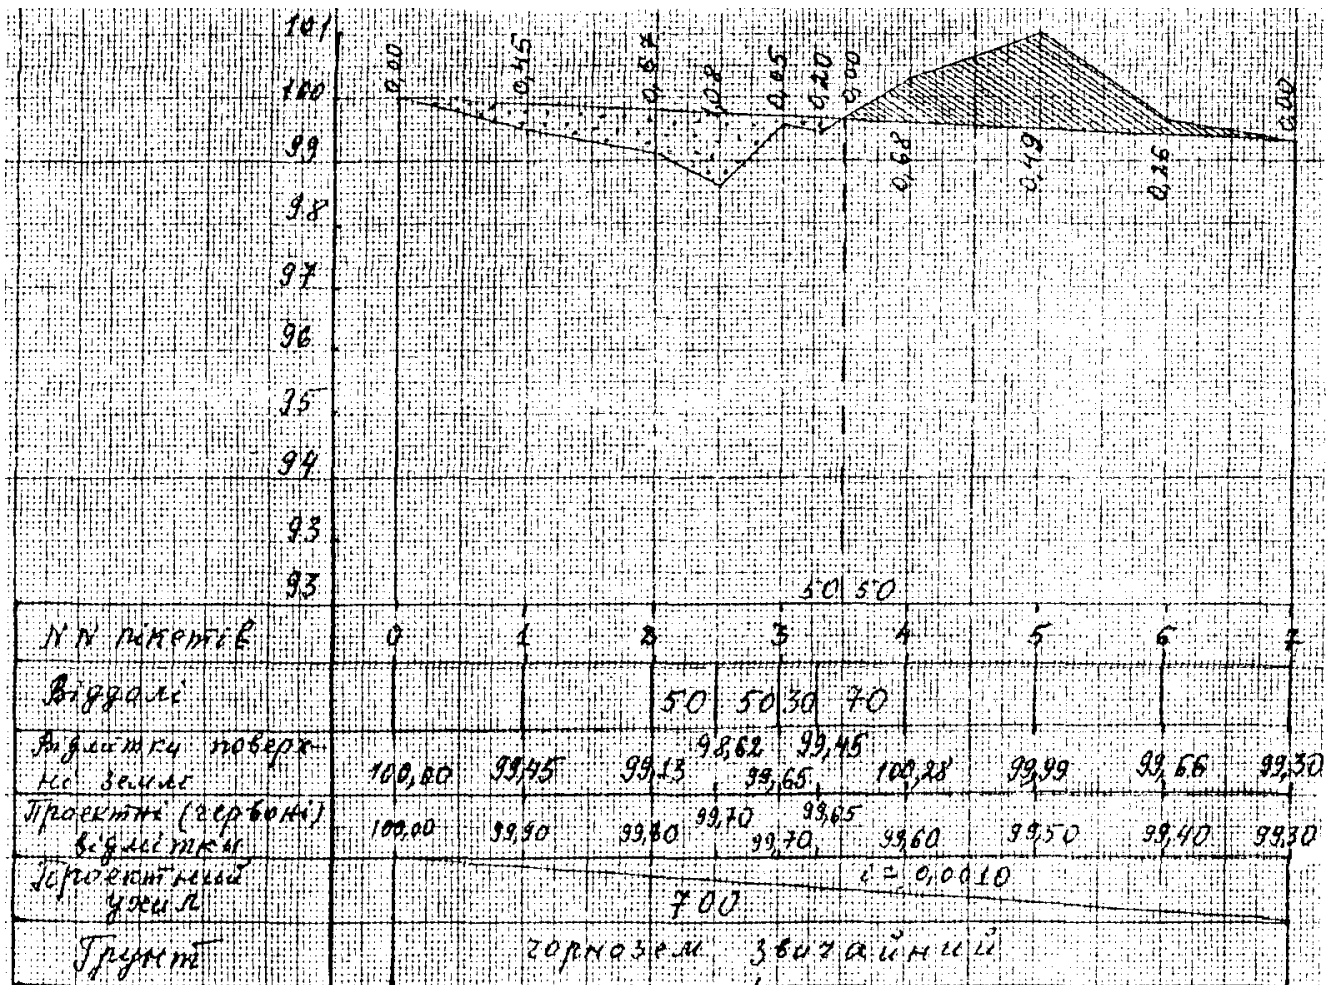 101
0,00 0,45 0,67 1,08 0,05 0,20 0,00 0,00
100
99
0,68 0,49 0,26
98
97
96
95
94
93
93
50 50
NN пікетів 0 1 2 3 4 5 6 7
Віддалі 50 50 30 70
Відмітки поверх-
ні землі
98,62 99,45
100,00 99,45 99,13 99,65 100,28 99,99 99,66 99,30
Проектні (червоні)
відмітки
99,70 99,65
100,00 99,90 99,80 99,70 99,60 99,50 99,40 99,30
Проектний
ухил
i = 0,0010
700
Грунт чорнозем звичайний